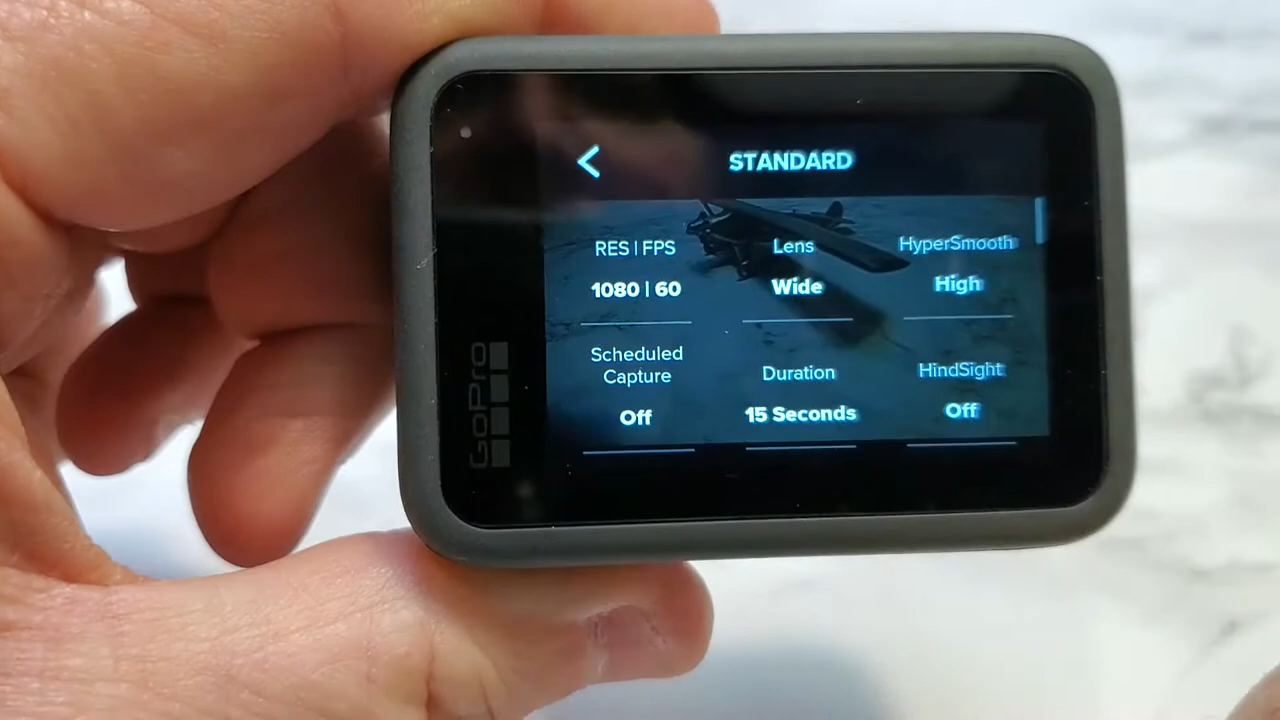 STANDARD
RES | FPS
1080 | 60
Lens
Wide
HyperSmooth
High
Scheduled
Capture
Off
Duration
15 Seconds
HindSight
Off
GoPro